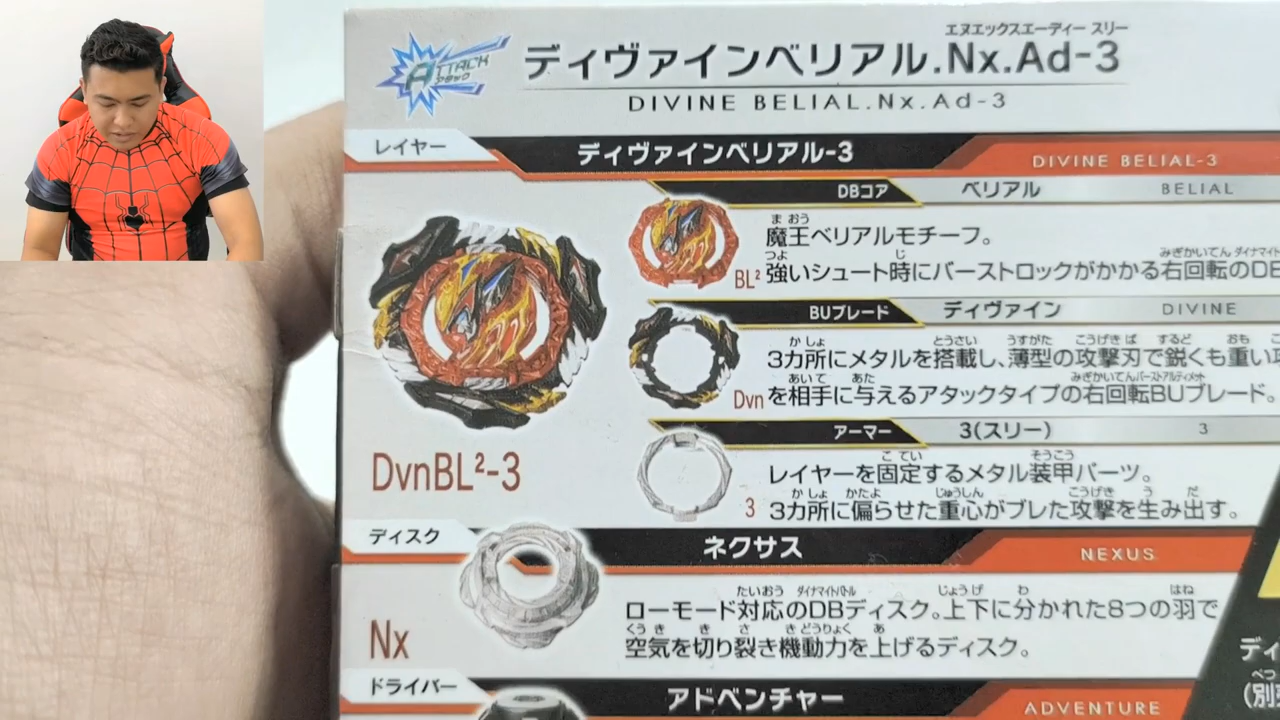 ATTACK
アタック
エヌエックスエーディー スリー
ディヴァインベリアル.Nx.Ad-3
DIVINE BELIAL.Nx.Ad-3
レイヤー
ディヴァインベリアル-3
DIVINE BELIAL-3
DBコア
ベリアル
BELIAL
ま おう
魔王ベリアルモチーフ。
つよ じ みぎかいてん ダイナマイト
BL² 強いシュート時にバーストロックがかかる右回転のDB
BUブレード
ディヴァイン
DIVINE
か しょ とうさい うすがた こうげき ば するど おも
3カ所にメタルを搭載し、薄型の攻撃刃で鋭くも重い
あいて あた みぎかいてんバーストアルティメット
Dvn を相手に与えるアタックタイプの右回転BUブレード。
アーマー
3(スリー)
3
こ てい そうこう
レイヤーを固定するメタル装甲パーツ。
か しょ かたよ じゅうしん こうげき う だ
3 3カ所に偏らせた重心がブレた攻撃を生み出す。
DvnBL²-3
ディスク
ネクサス
NEXUS
たいおう ダイナマイトバトル じょう げ わ はね
ローモード対応のDBディスク。上下に分かれた8つの羽で
くう き き さ き どうりょく あ
空気を切り裂き機動力を上げるディスク。
Nx
ドライバー
アドベンチャー
ADVENTURE
ディ
べつ
(別